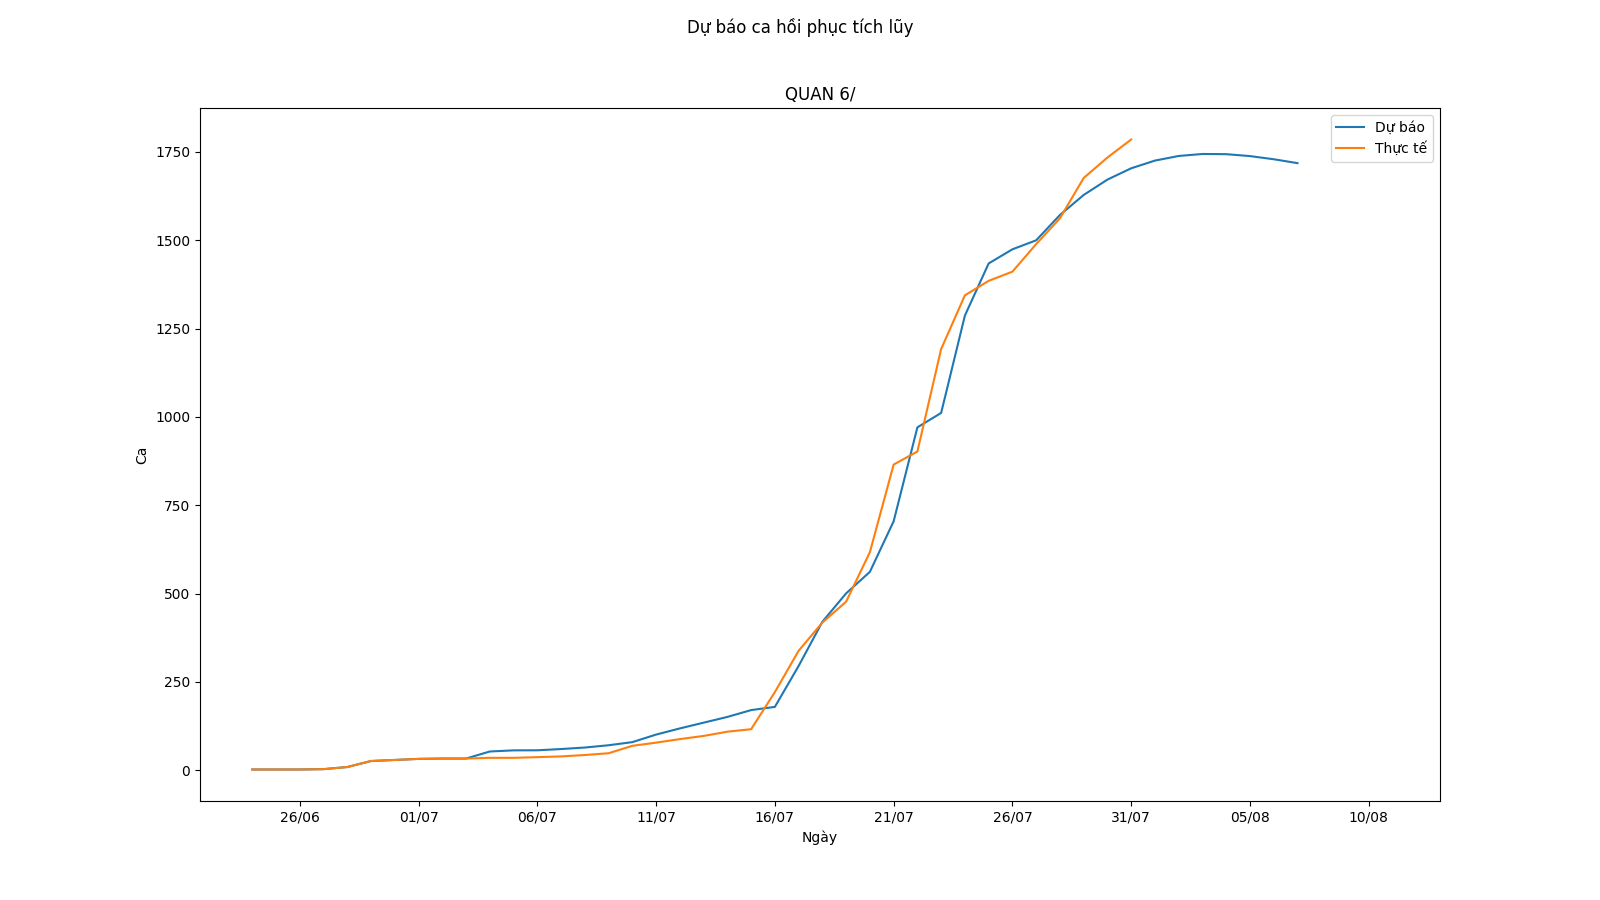 Dự báo ca hồi phục tích lũy
QUAN 6/
Dự báo
Thực tế
1750
1500
1250
1000
750
500
250
0
Ca
26/06 01/07 06/07 11/07 16/07 21/07 26/07 31/07 05/08 10/08
Ngày